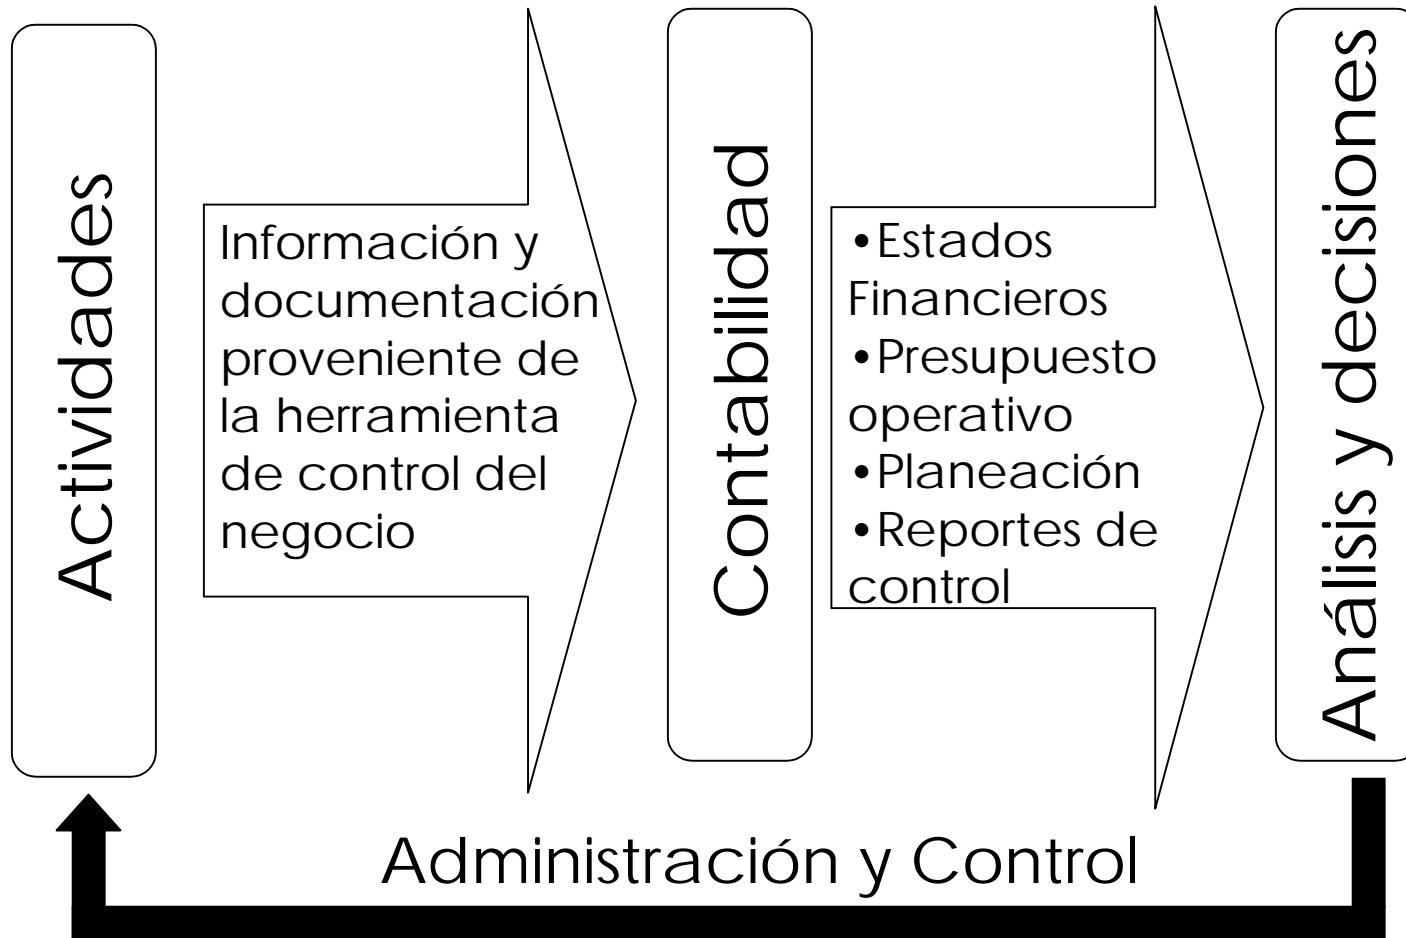 Actividades
Información y
documentación
proveniente de
la herramienta
de control del
negocio
Contabilidad
•Estados
Financieros
•Presupuesto
operativo
•Planeación
•Reportes de
control
Análisis y decisiones
Administración y Control